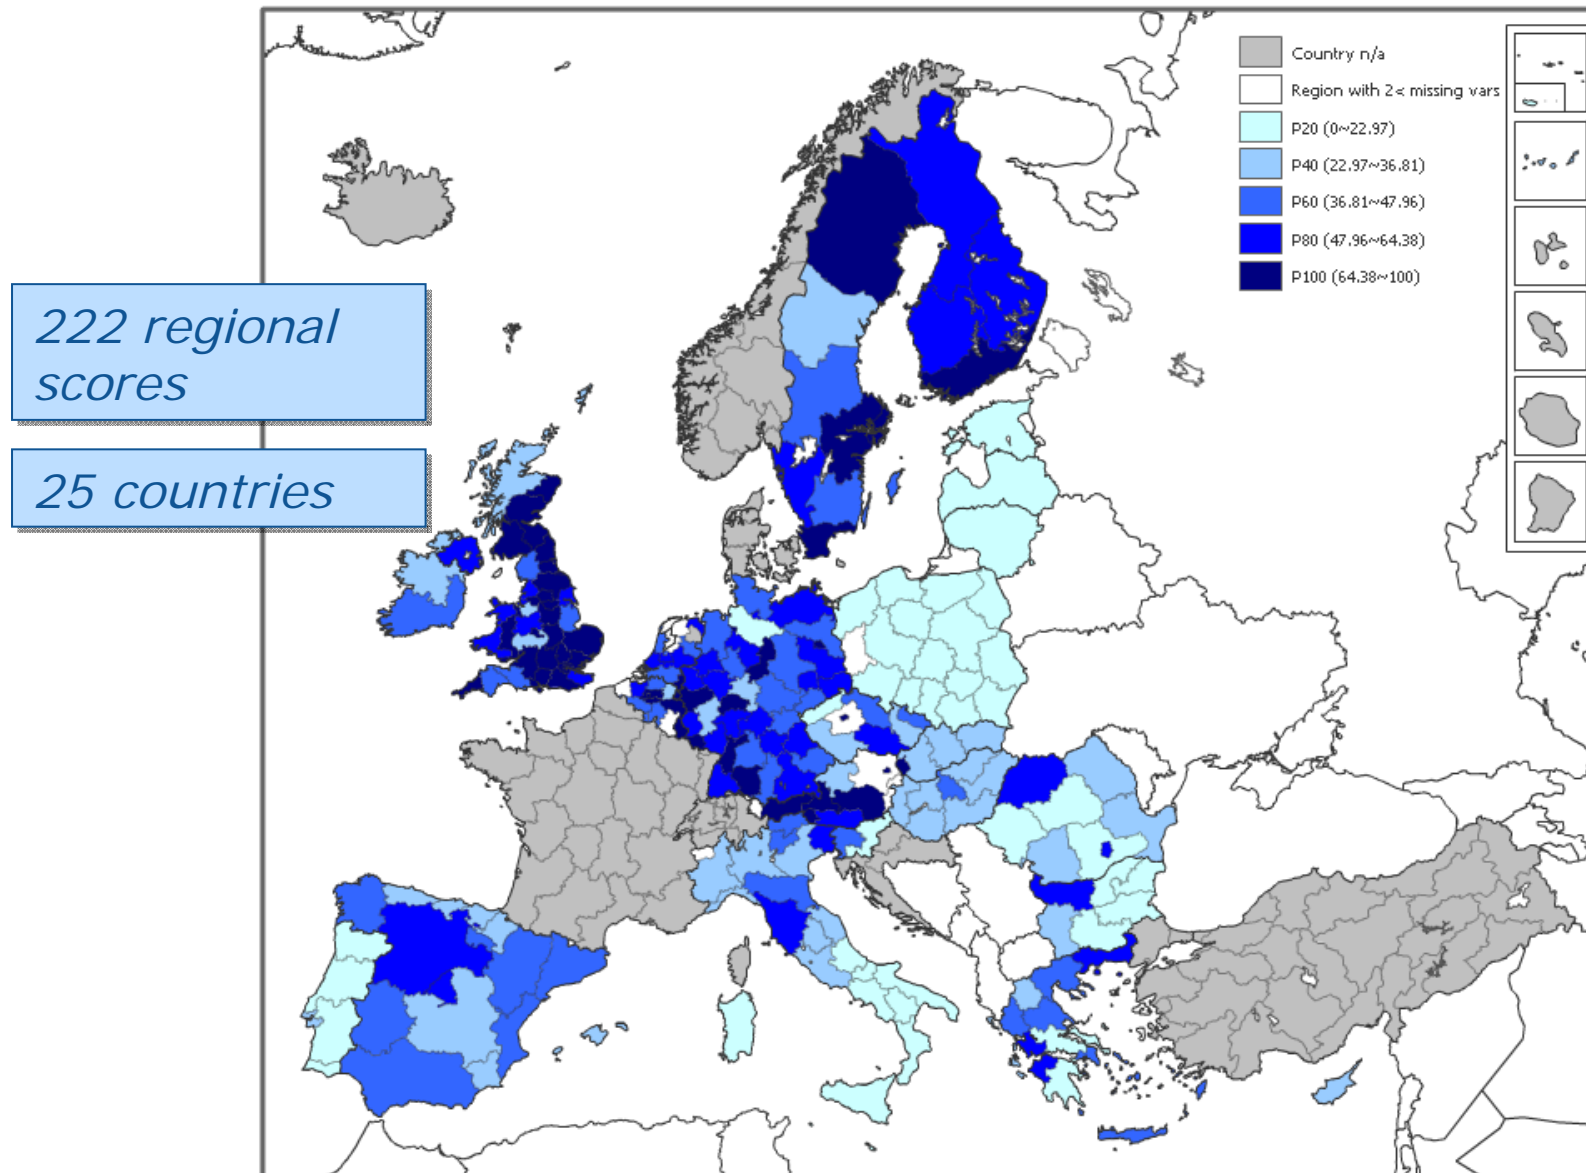 222 regional
scores
25 countries
Country n/a
Region with 2< missing vars
P20 (0~22.97)
P40 (22.97~36.81)
P60 (36.81~47.96)
P80 (47.96~64.38)
P100 (64.38~100)